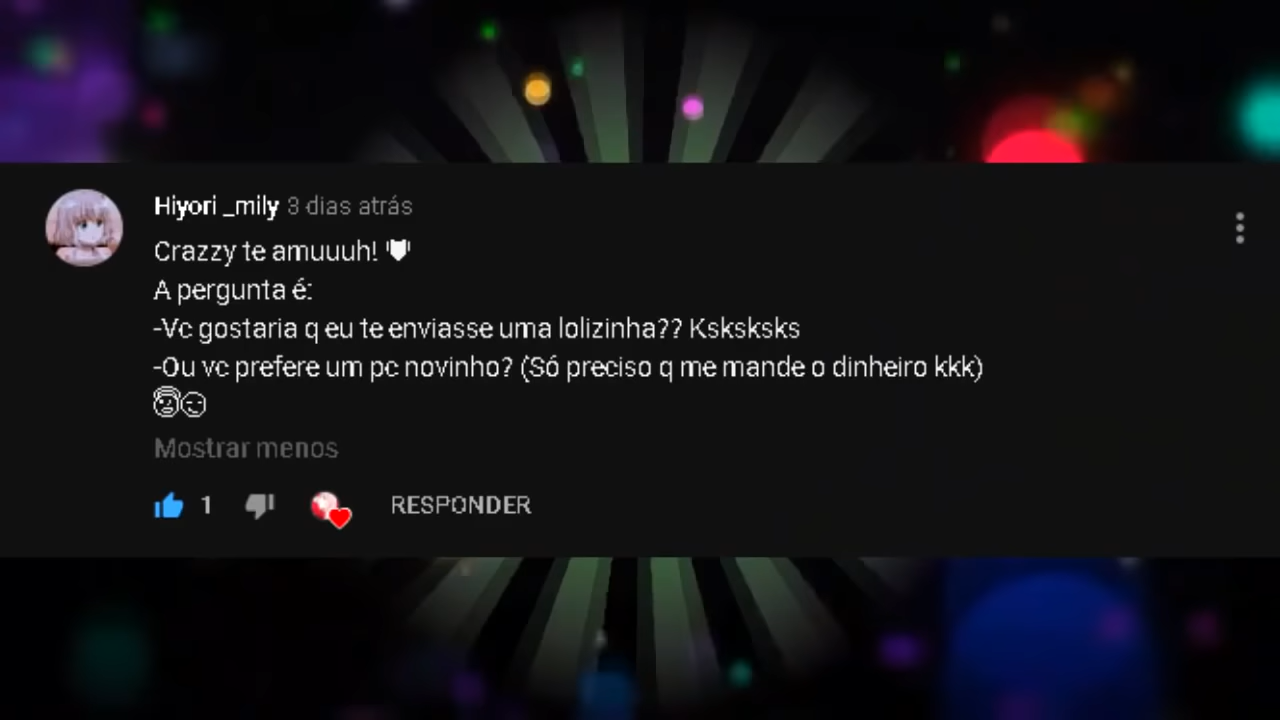 Hiyori _mily 3 dias atrás
Crazzy te amuuuh! 
A pergunta é:
-Vc gostaria q eu te enviasse uma lolizinha?? Ksksksks
-Ou vc prefere um pc novinho? (Só preciso q me mande o dinheiro kkk)
Mostrar menos
1 RESPONDER